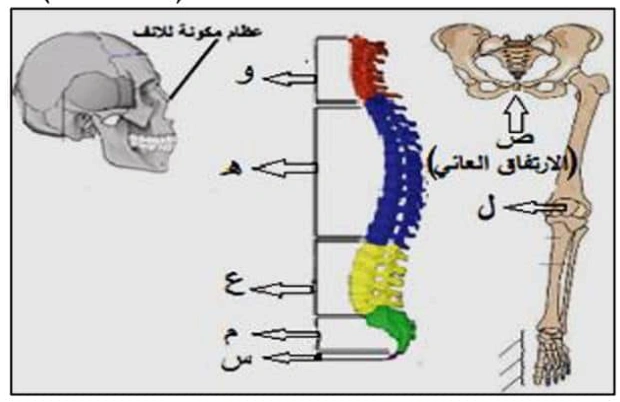 عظام مكونة للانف
و
هـ
ص
(الارتفاق العاني)
ل
ع
م
س